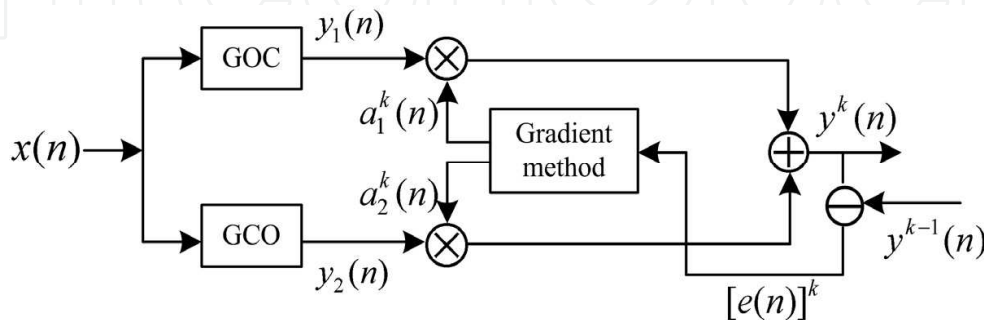 y₁(n)
GOC
a₁ᵏ(n)
Gradient
method
yᵏ(n)
x(n)
a₂ᵏ(n)
GCO
y₂(n)
yᵏ⁻¹(n)
[e(n)]ᵏ